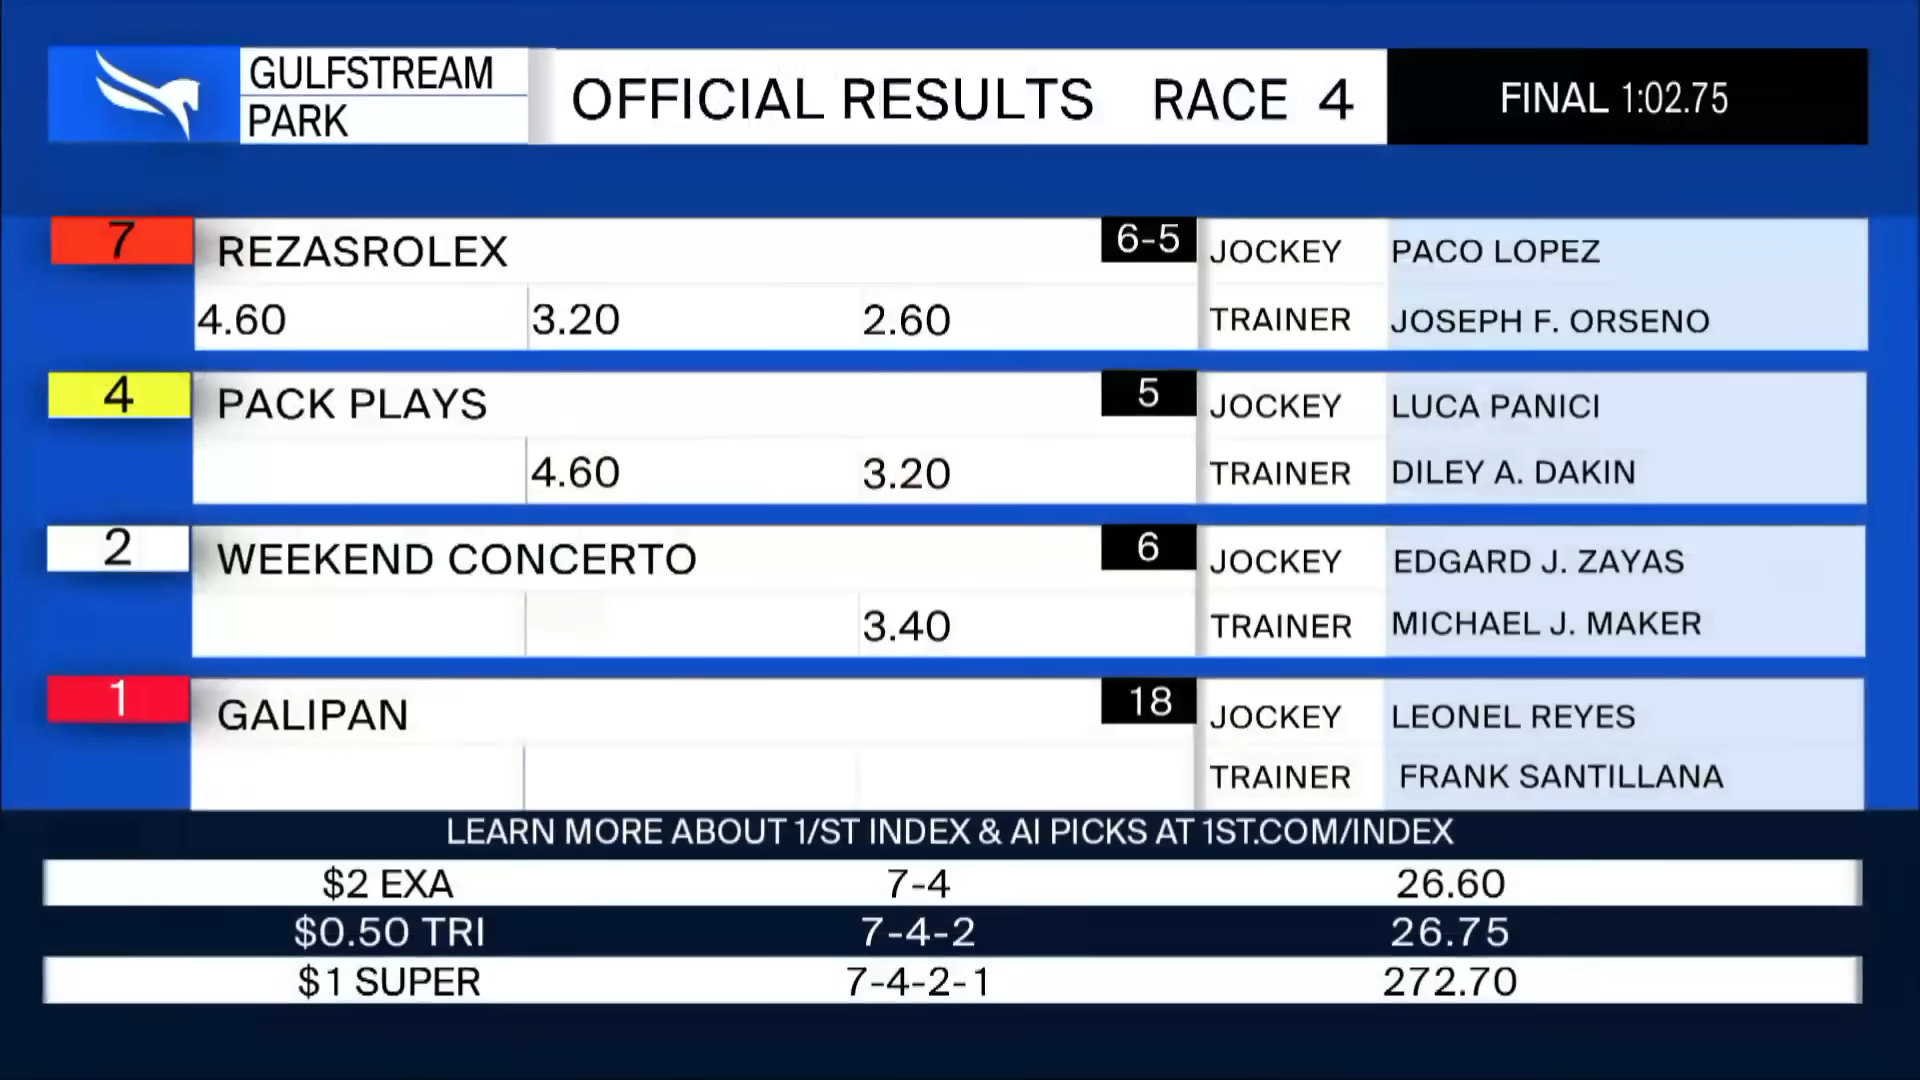 GULFSTREAM
PARK
OFFICIAL RESULTS RACE 4
FINAL 1:02.75
7 REZASROLEX 6-5 JOCKEY PACO LOPEZ
4.60 3.20 2.60 TRAINER JOSEPH F. ORSENO
4 PACK PLAYS 5 JOCKEY LUCA PANICI
4.60 3.20 TRAINER DILEY A. DAKIN
2 WEEKEND CONCERTO 6 JOCKEY EDGARD J. ZAYAS
3.40 TRAINER MICHAEL J. MAKER
1 GALIPAN 18 JOCKEY LEONEL REYES
TRAINER FRANK SANTILLANA
LEARN MORE ABOUT 1/ST INDEX & AI PICKS AT 1ST.COM/INDEX
$2 EXA 7-4 26.60
$0.50 TRI 7-4-2 26.75
$1 SUPER 7-4-2-1 272.70